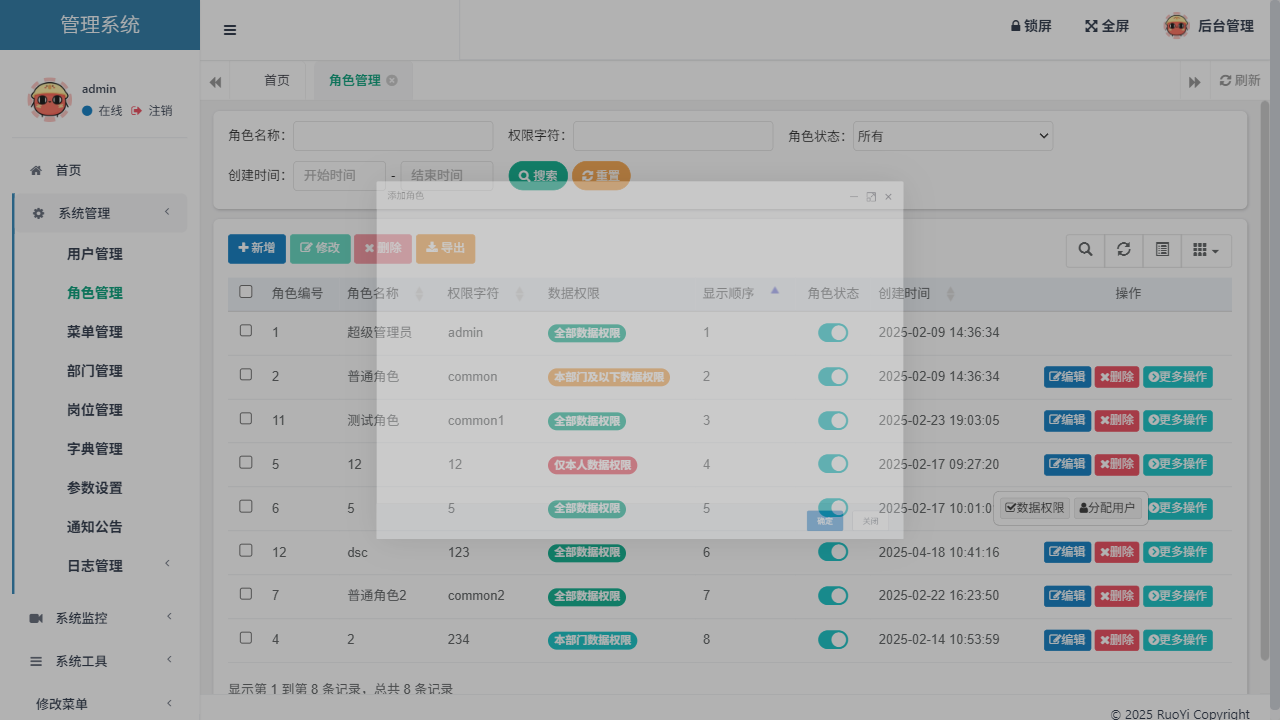 管理系统
锁屏 全屏 后台管理
admin
在线 注销
首页 角色管理 刷新
首页
系统管理
用户管理
角色管理
菜单管理
部门管理
岗位管理
字典管理
参数设置
通知公告
日志管理
系统监控
系统工具
修改菜单
角色名称： 权限字符： 角色状态： 所有
创建时间： 开始时间 - 结束时间 搜索 重置
添加角色
新增 修改 删除 导出
角色编号 角色名称 权限字符 数据权限 显示顺序 角色状态 创建时间 操作
1 超级管理员 admin 全部数据权限 1 2025-02-09 14:36:34
2 普通角色 common 本部门及以下数据权限 2 2025-02-09 14:36:34 编辑 删除 更多操作
11 测试角色 common1 全部数据权限 3 2025-02-23 19:03:05 编辑 删除 更多操作
5 12 12 仅本人数据权限 4 2025-02-17 09:27:20 编辑 删除 更多操作
6 5 5 全部数据权限 5 2025-02-17 10:01:0 数据权限 分配用户 更多操作
确定 关闭
12 dsc 123 全部数据权限 6 2025-04-18 10:41:16 编辑 删除 更多操作
7 普通角色2 common2 全部数据权限 7 2025-02-22 16:23:50 编辑 删除 更多操作
4 2 234 本部门数据权限 8 2025-02-14 10:53:59 编辑 删除 更多操作
显示第 1 到第 8 条记录，总共 8 条记录
© 2025 RuoYi Copyright